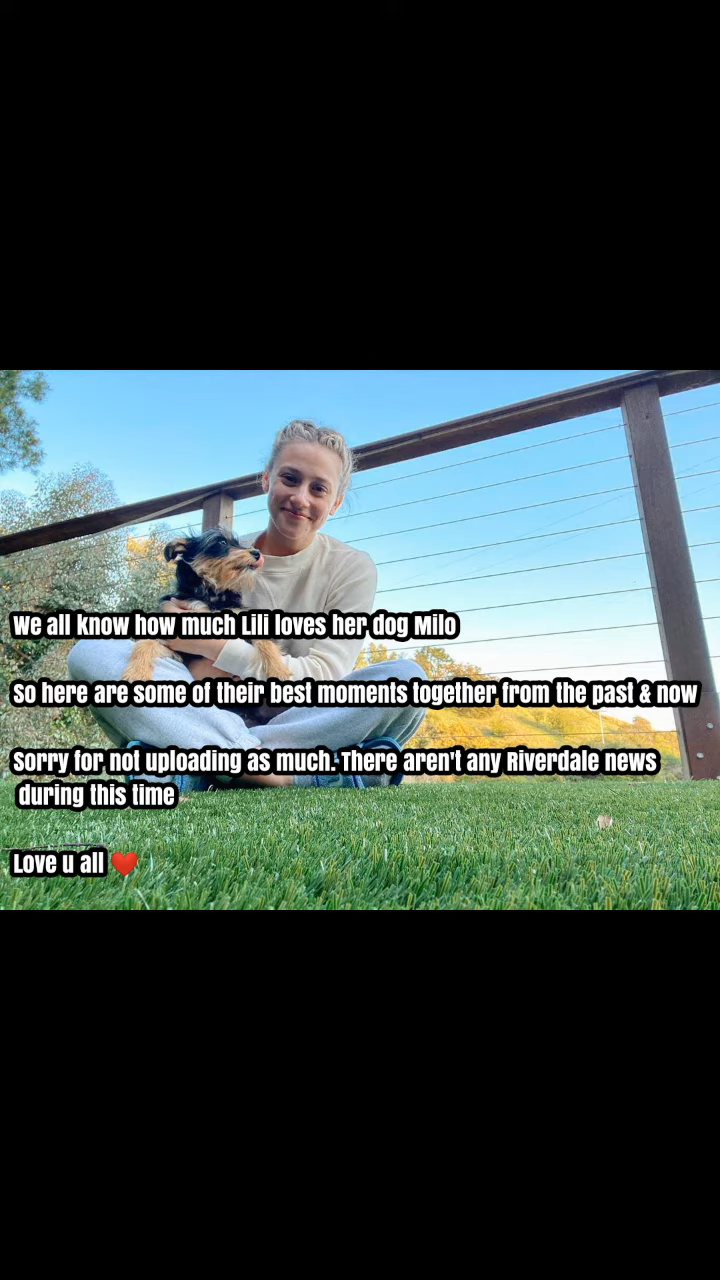 We all know how much Lili loves her dog Milo
So here are some of their best moments together from the past & now
Sorry for not uploading as much. There aren't any Riverdale news
during this time
Love u all ❤️